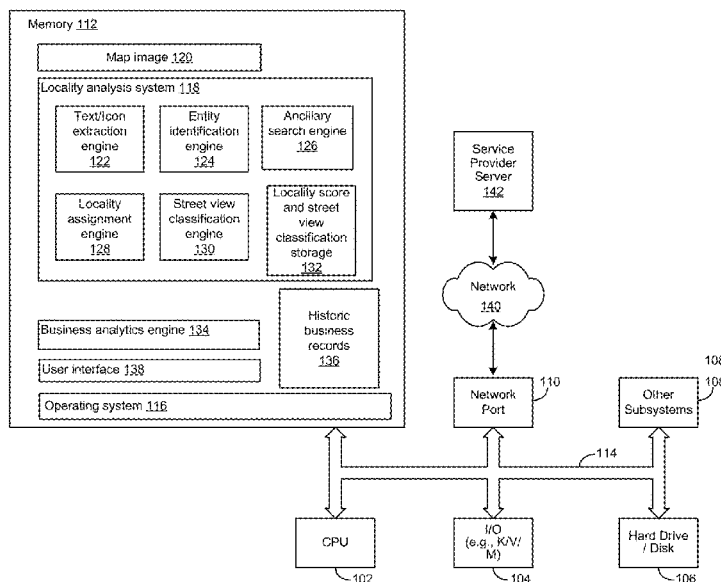 Memory 112
Map image 120
Locality analysis system 118
Text/Icon
extraction
engine
122
Entity
identification
engine
124
Ancillary
search engine
126
Locality
assignment
engine
128
Street view
classification
engine
130
Locality score
and street
view
classification
storage
132
Business analytics engine 134
User interface 138
Historic
business
records
136
Operating system 116
Service
Provider
Server
142
Network
140
Network
Port
110
Other
Subsystems
108
108
114
CPU
102
I/O
(e.g., K/V/
M)
104
Hard Drive
/ Disk
106